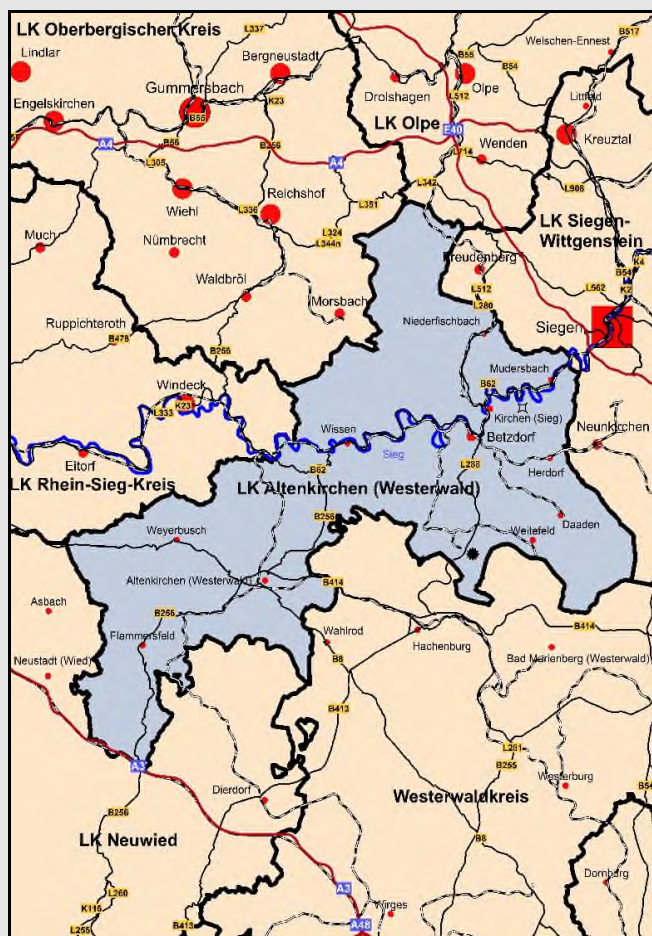 LK Oberbergischer Kreis
L337
B517
Welschen-Ennest
Lindlar
Bergneustadt
B55
B54
Gummersbach
Drolshagen
Olpe
L512
Littfeld
Engelskirchen
B55
K23
LK Olpe
E40
Kreuztal
A4
B56
B256
L714
Wenden
L305
A4
L342
L908
Wiehl
Reichshof
L336
L351
LK Siegen-
Wittgenstein
Much
Nümbrecht
L324
L344n
K4
Freudenberg
B54
L562
K2
Waldbröl
L512
L280
Morsbach
Ruppichteroth
Niederfischbach
Siegen
B478
B256
Mudersbach
Windeck
B62
L333
K23
Kirchen (Sieg)
Wissen
Betzdorf
Neunkirchen
Eitorf
Sieg
B62
L288
Herdorf
LK Rhein-Sieg-Kreis
LK Altenkirchen (Westerwald)
B256
Daaden
Weyerbusch
Weitefeld
Altenkirchen (Westerwald)
B414
Asbach
B256
Wahlrod
B414
Flammersfeld
Hachenburg
Bad Marienberg (Westerwald)
Neustadt (Wied)
B8
B413
L281
B255
A3
Westerburg
Dierdorf
Westerwaldkreis
B54
B256
LK Neuwied
B8
Dornburg
A3
L260
K115
Wirges
L255
B413
A48